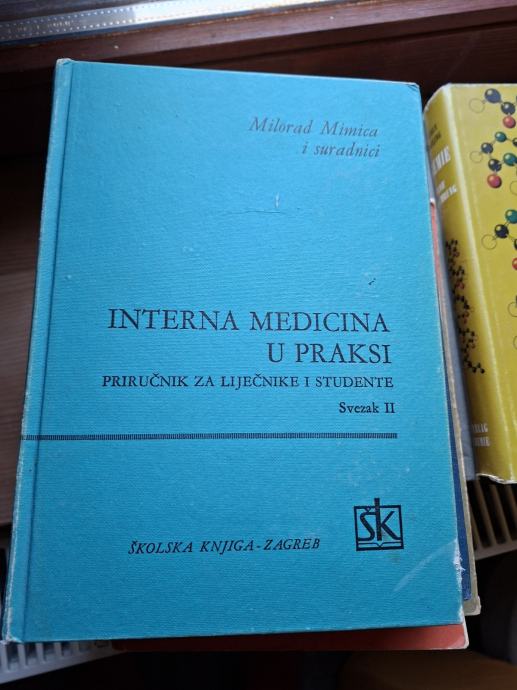 Milorad Mimica
i suradnici
INTERNA MEDICINA
U PRAKSI
PRIRUČNIK ZA LIJEČNIKE I STUDENTE
Svezak II
ŠKOLSKA KNJIGA - ZAGREB
ŠK